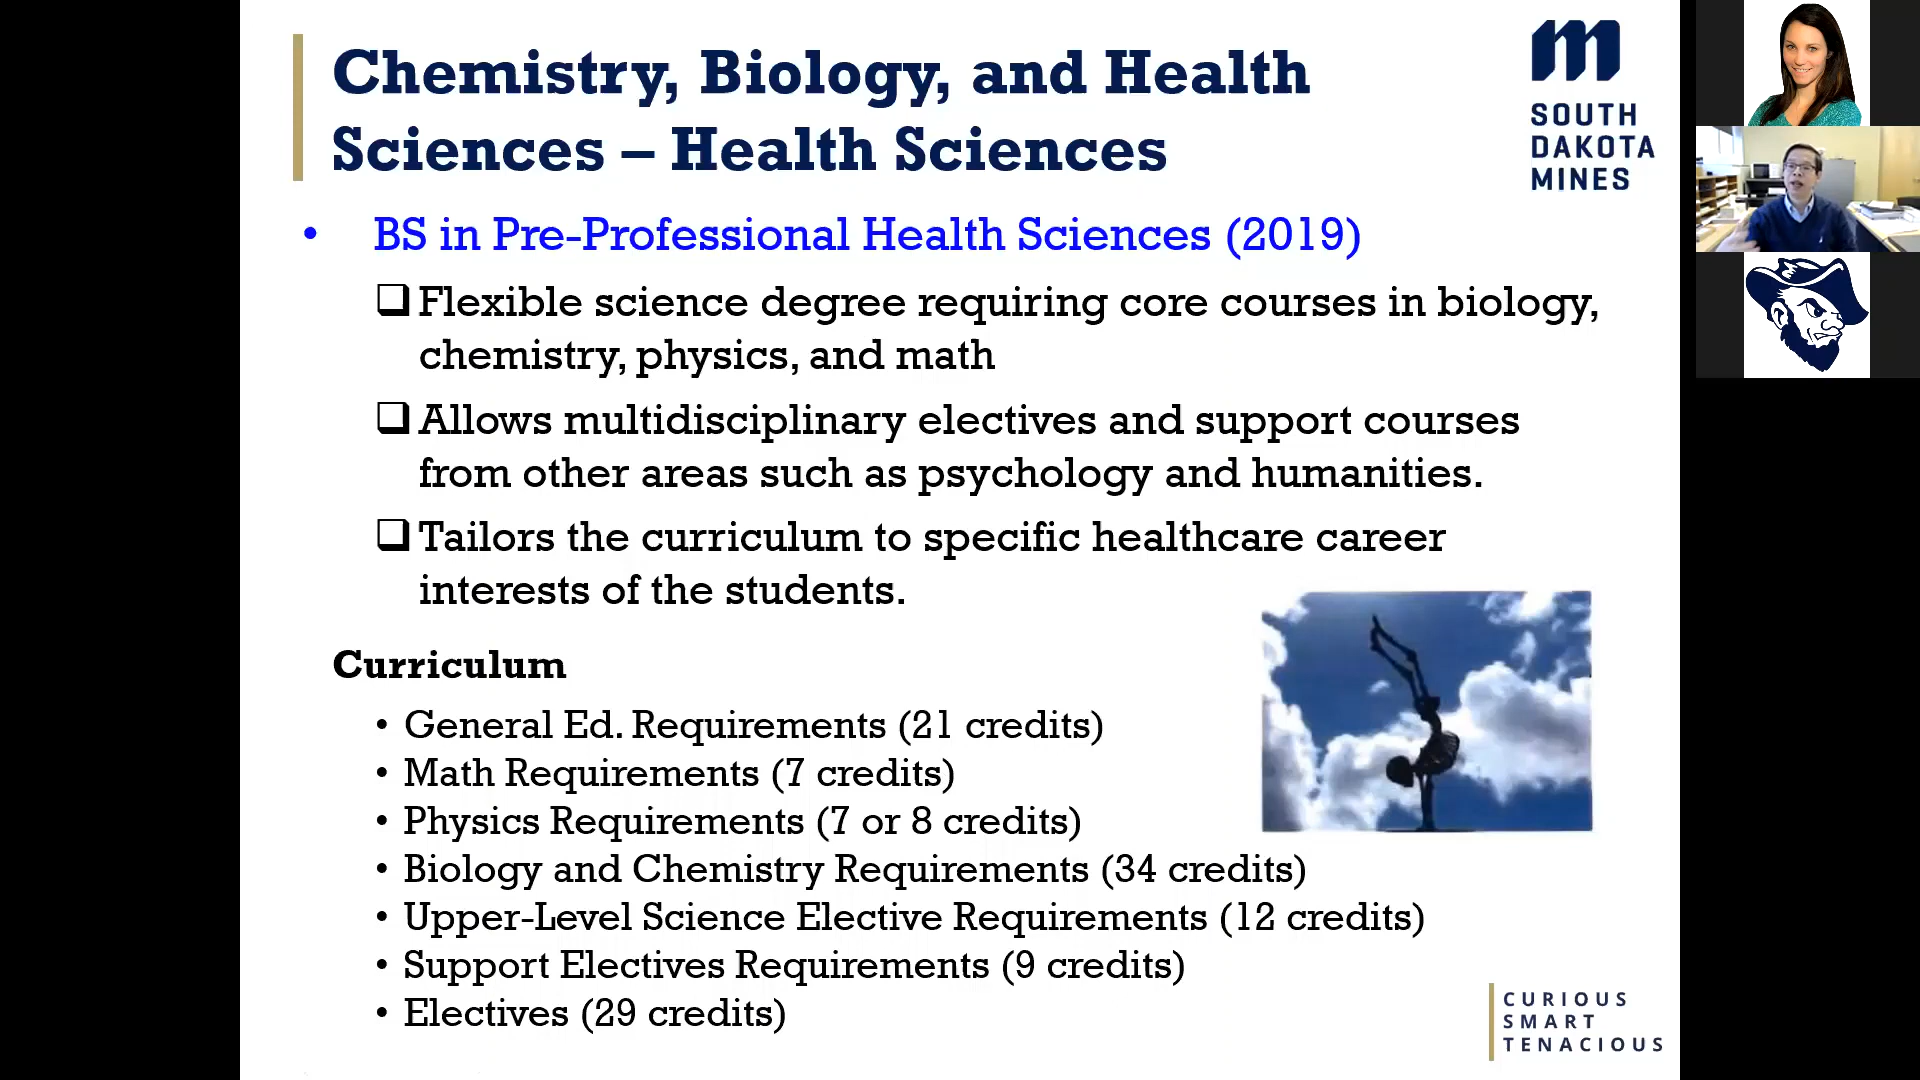 Chemistry, Biology, and Health
Sciences – Health Sciences
SOUTH
DAKOTA
MINES
• BS in Pre-Professional Health Sciences (2019)
❑ Flexible science degree requiring core courses in biology,
chemistry, physics, and math
❑ Allows multidisciplinary electives and support courses
from other areas such as psychology and humanities.
❑ Tailors the curriculum to specific healthcare career
interests of the students.
Curriculum
• General Ed. Requirements (21 credits)
• Math Requirements (7 credits)
• Physics Requirements (7 or 8 credits)
• Biology and Chemistry Requirements (34 credits)
• Upper-Level Science Elective Requirements (12 credits)
• Support Electives Requirements (9 credits)
• Electives (29 credits)
CURIOUS
SMART
TENACIOUS